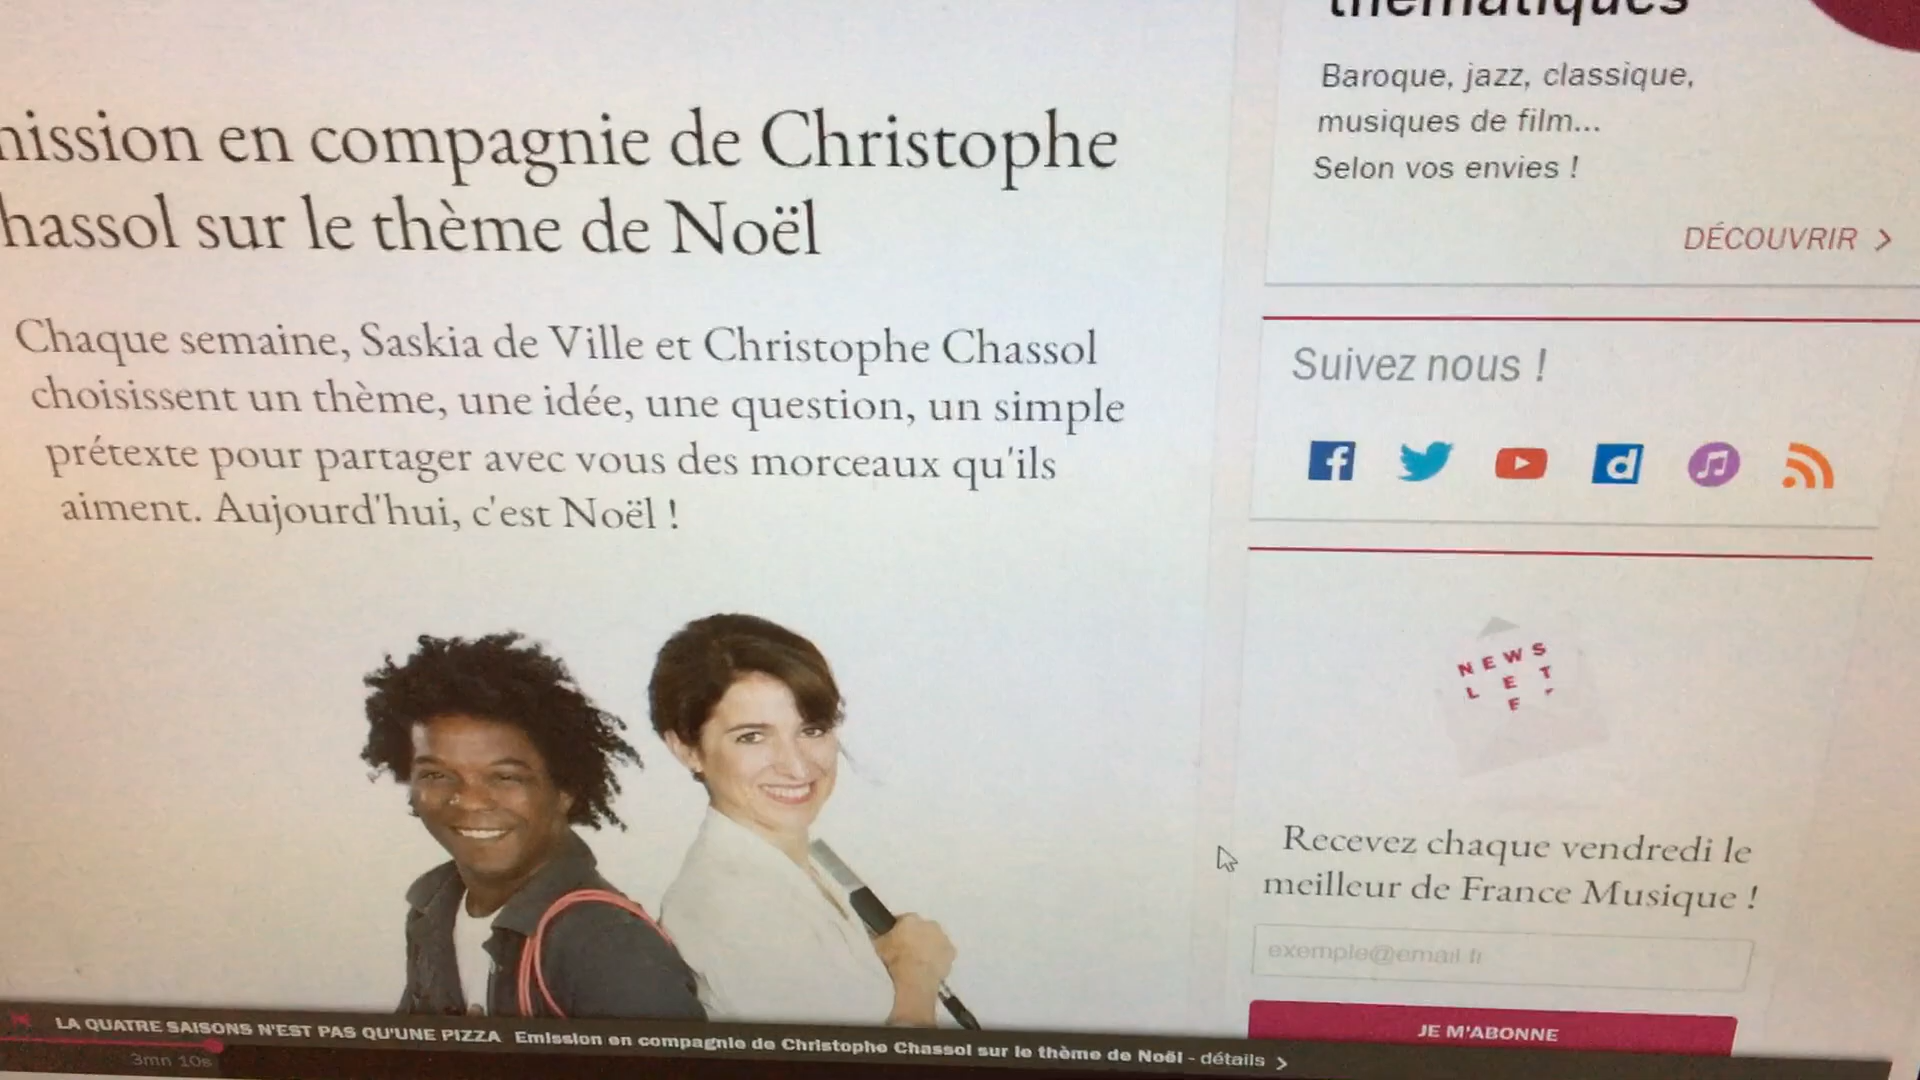 mission en compagnie de Christophe
hassol sur le thème de Noël
Chaque semaine, Saskia de Ville et Christophe Chassol
choisissent un thème, une idée, une question, un simple
prétexte pour partager avec vous des morceaux qu'ils
aiment. Aujourd'hui, c'est Noël !
thématiques
Baroque, jazz, classique,
musiques de film...
Selon vos envies !
DÉCOUVRIR >
Suivez nous !
NEWS
LET
E
Recevez chaque vendredi le
meilleur de France Musique !
exemple@email.fr
JE M'ABONNE
LA QUATRE SAISONS N'EST PAS QU'UNE PIZZA Emission en compagnie de Christophe Chassol sur le thème de Noël - détails >
3mn 10s